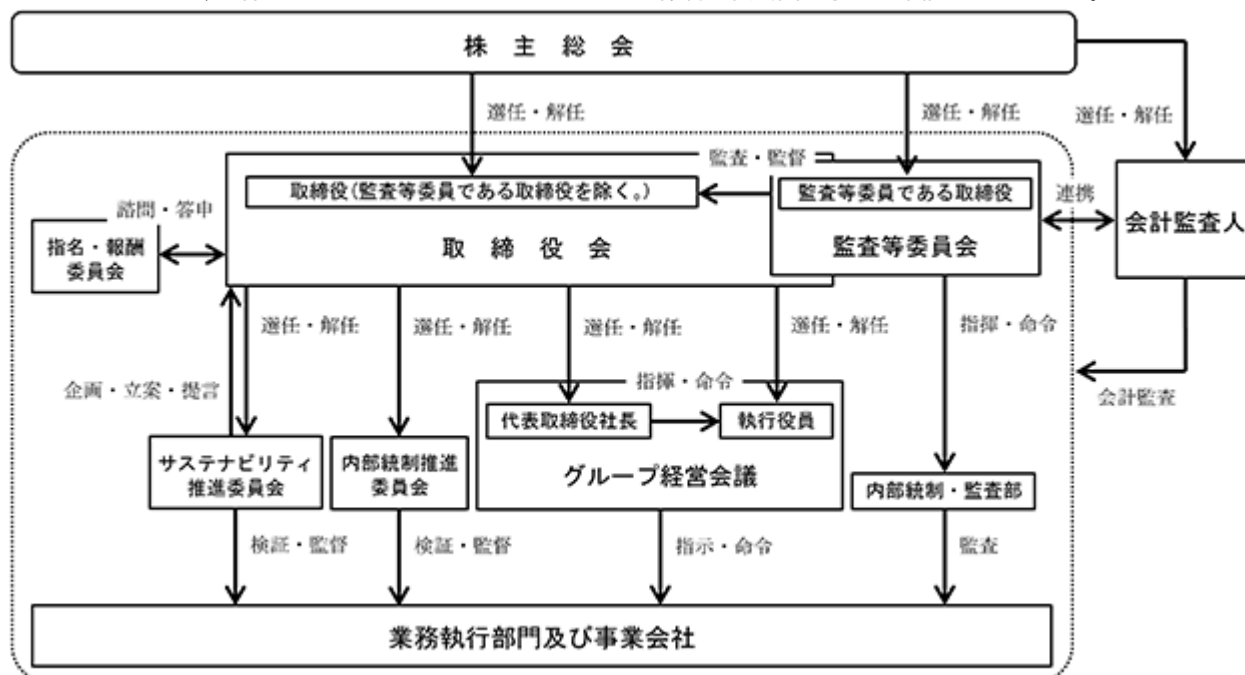 株主総会
選任・解任
選任・解任
選任・解任
監査・監督
取締役(監査等委員である取締役を除く。)
監査等委員である取締役
連携
会計監査人
諮問・答申
指名・報酬
委員会
取締役会
監査等委員会
選任・解任
選任・解任
選任・解任
選任・解任
指揮・命令
企画・立案・提言
指揮・命令
会計監査
代表取締役社長
執行役員
サステナビリティ
推進委員会
内部統制推進
委員会
グループ経営会議
内部統制・監査部
検証・監督
検証・監督
指示・命令
監査
業務執行部門及び事業会社